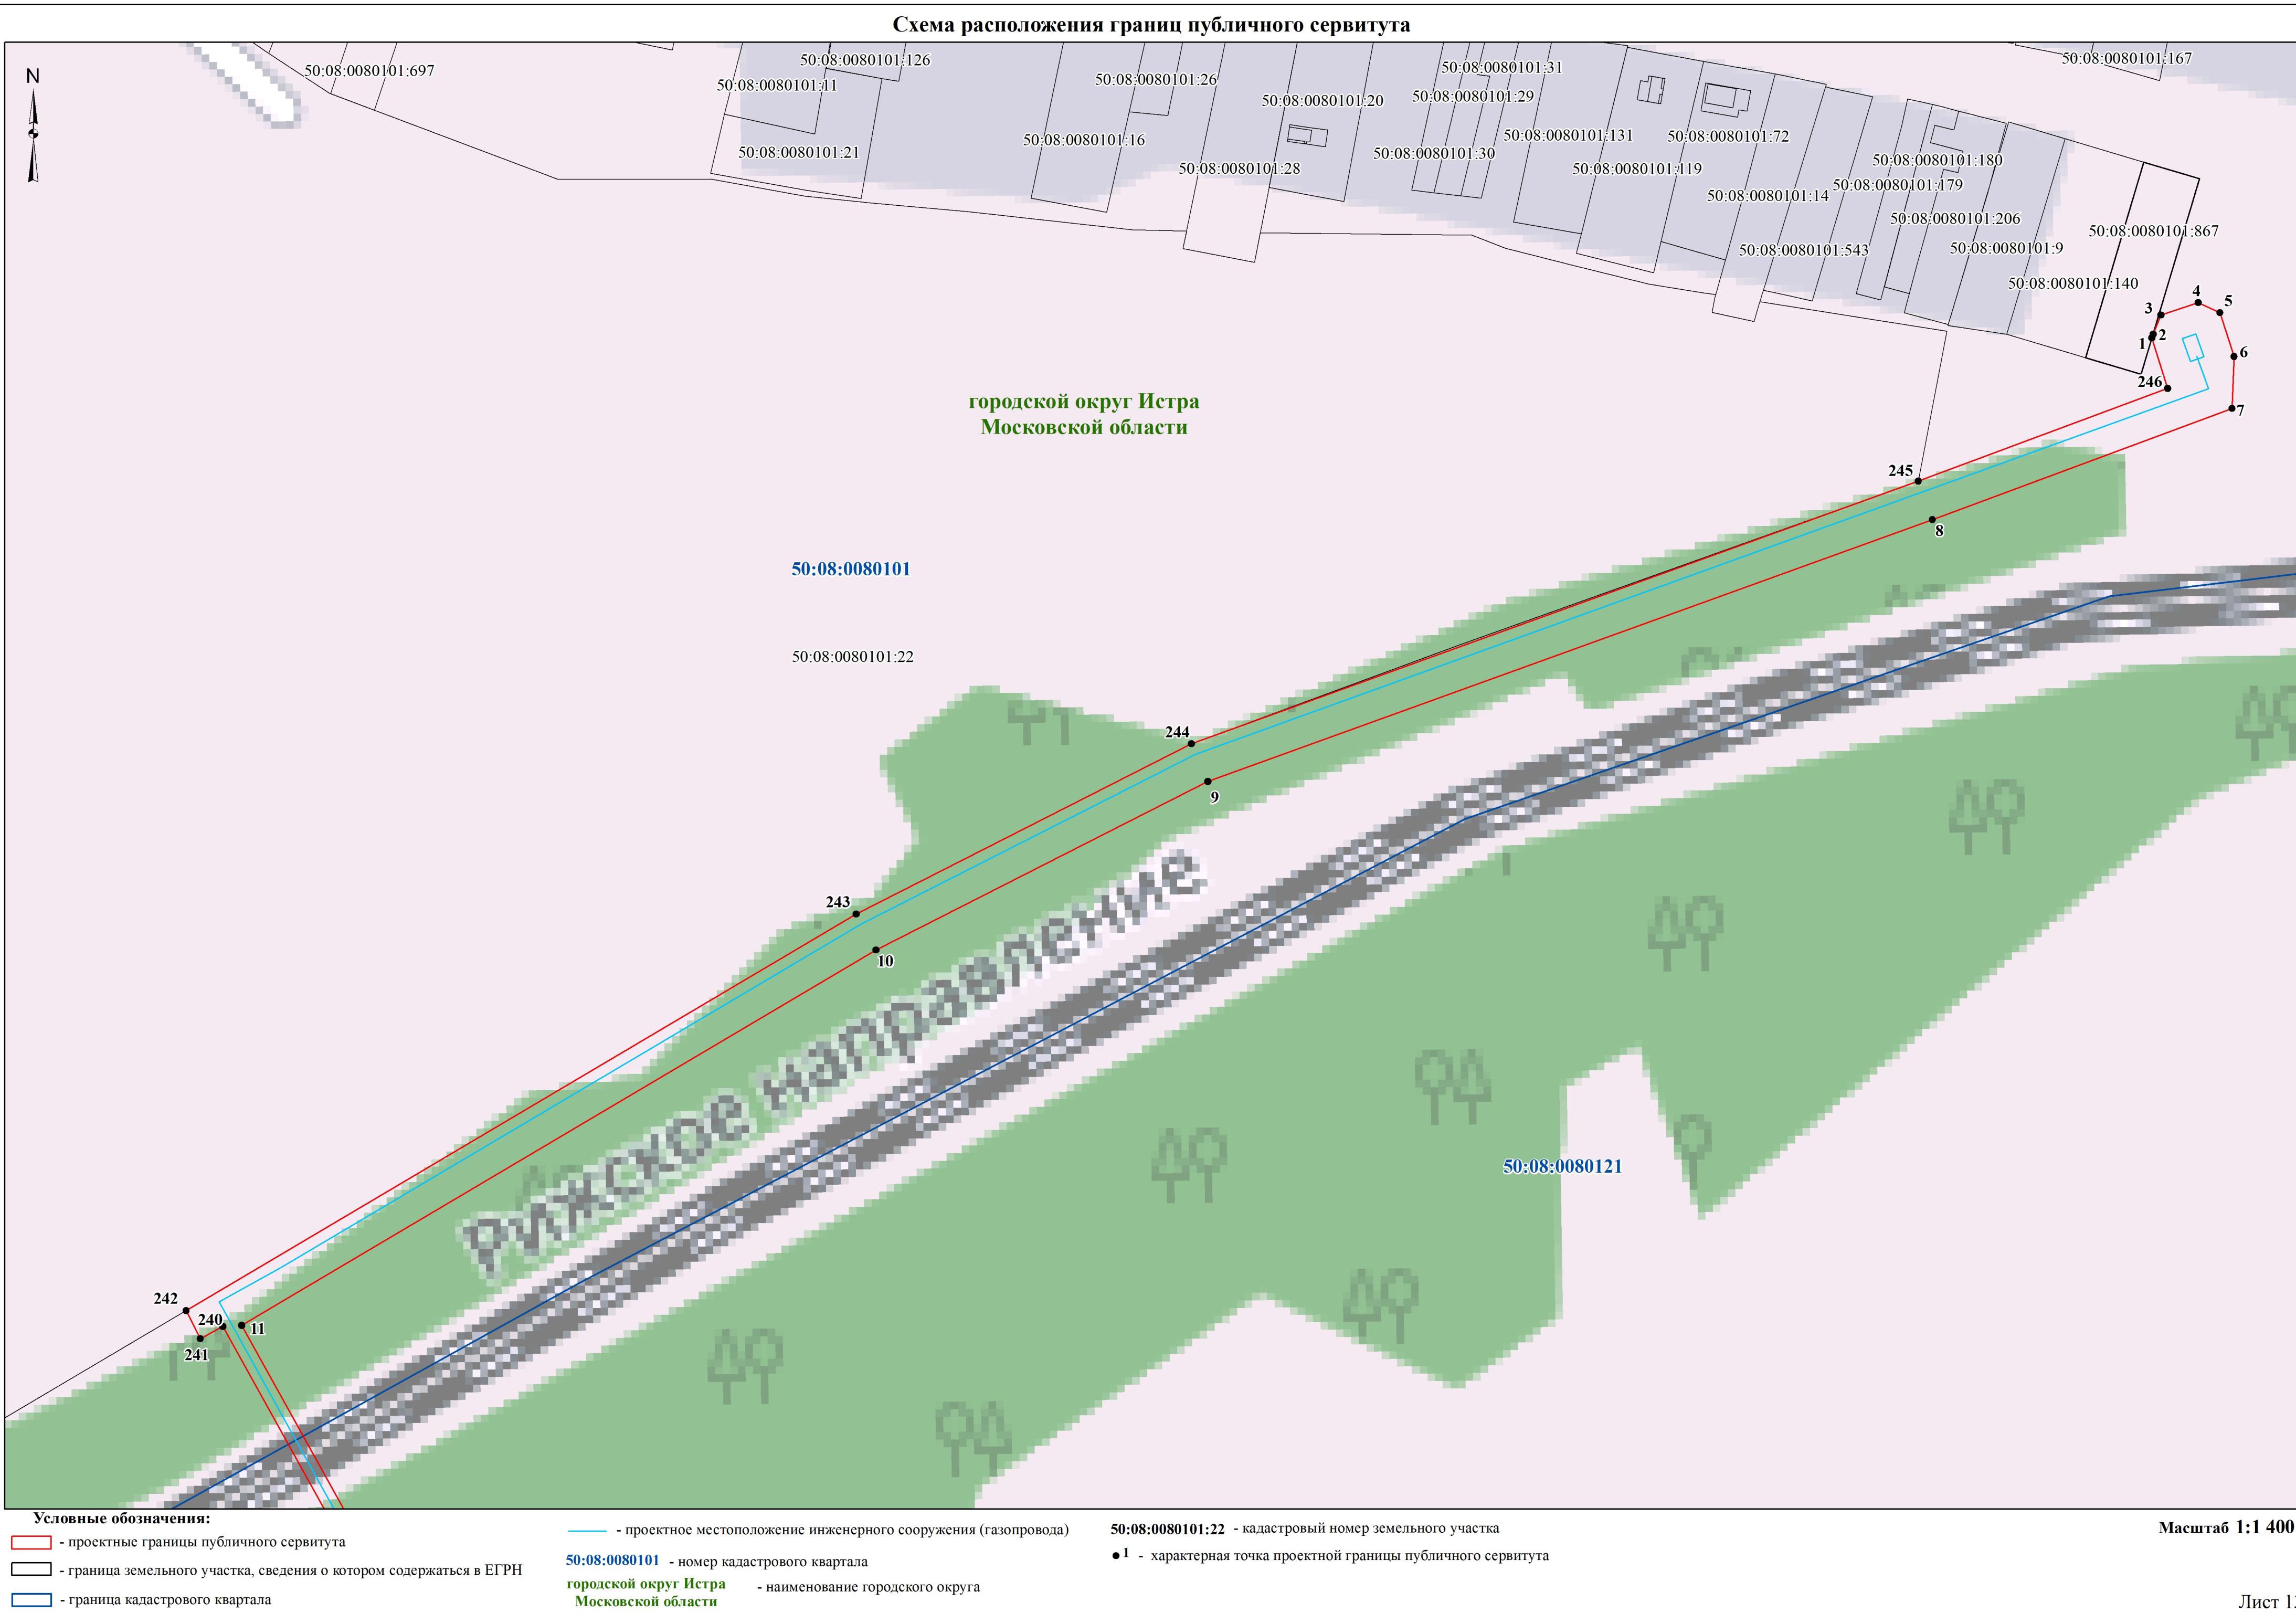 Схема расположения границ публичного сервитута
N
50:08:0080101:697
50:08:0080101:126
50:08:0080101:11
50:08:0080101:21
50:08:0080101:26
50:08:0080101:16
50:08:0080101:20
50:08:0080101:28
50:08:0080101:31
50:08:0080101:29
50:08:0080101:30
50:08:0080101:131
50:08:0080101:119
50:08:0080101:72
50:08:0080101:14
50:08:0080101:543
50:08:0080101:180
50:08:0080101:179
50:08:0080101:206
50:08:0080101:9
50:08:0080101:140
50:08:0080101:167
50:08:0080101:867
3
4
5
1
2
6
246
7
городской округ Истра
Московской области
245
8
50:08:0080101
50:08:0080101:22
244
9
243
10
рижское направление
50:08:0080121
242
240
11
241
Условные обозначения:
- проектные границы публичного сервитута
- граница земельного участка, сведения о котором содержаться в ЕГРН
- граница кадастрового квартала
- проектное местоположение инженерного сооружения (газопровода)
50:08:0080101 - номер кадастрового квартала
городской округ Истра
Московской области
- наименование городского округа
50:08:0080101:22 - кадастровый номер земельного участка
1 - характерная точка проектной границы публичного сервитута
Масштаб 1:1 400
Лист